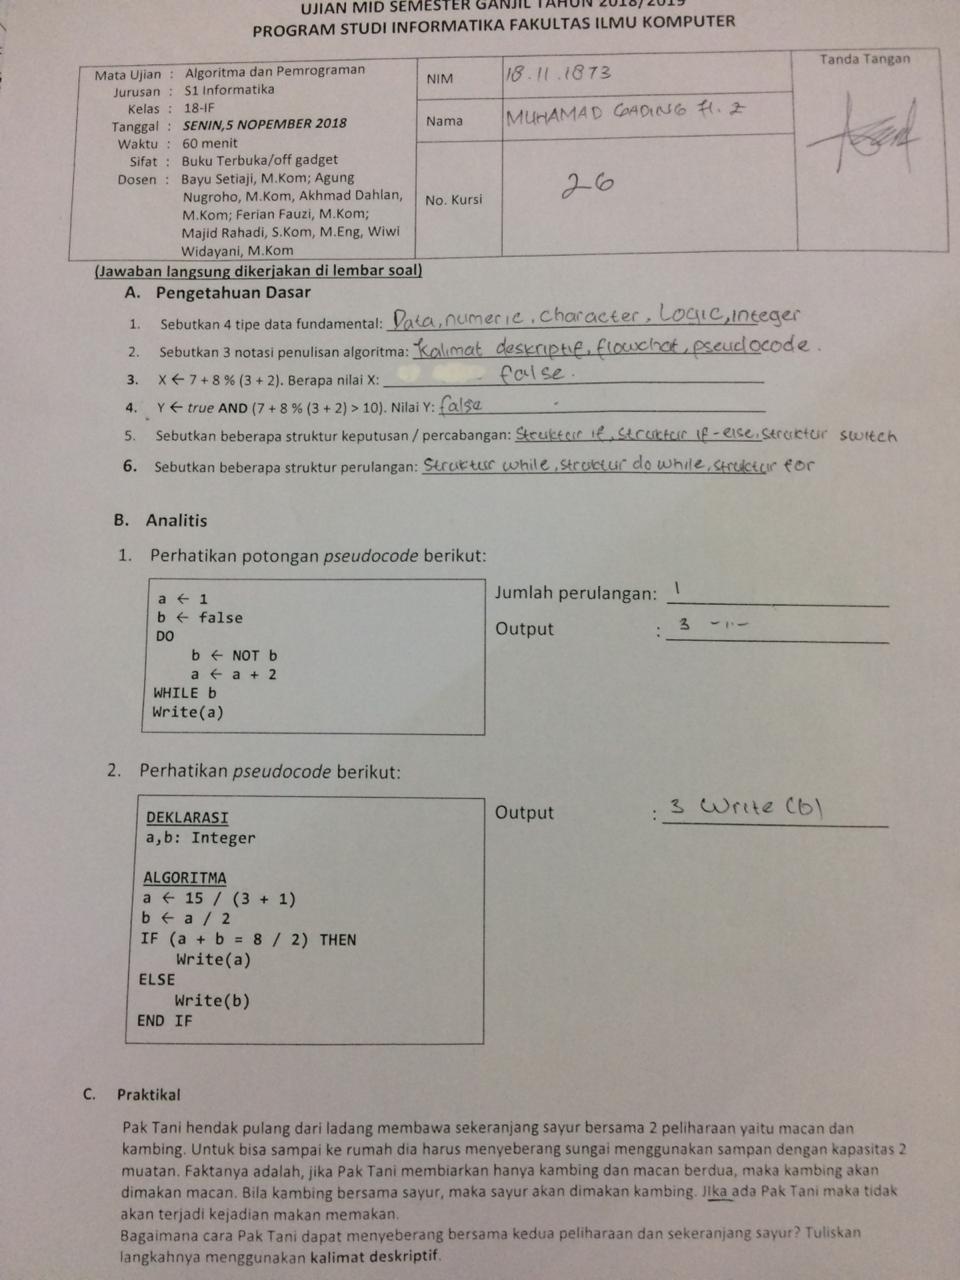 UJIAN MID SEMESTER GANJIL TAHUN 2018/2019
PROGRAM STUDI INFORMATIKA FAKULTAS ILMU KOMPUTER
Mata Ujian : Algoritma dan Pemrograman
Jurusan : S1 Informatika
Kelas : 18-IF
Tanggal : SENIN,5 NOPEMBER 2018
Waktu : 60 menit
Sifat : Buku Terbuka/off gadget
Dosen : Bayu Setiaji, M.Kom; Agung
Nugroho, M.Kom, Akhmad Dahlan,
M.Kom; Ferian Fauzi, M.Kom;
Majid Rahadi, S.Kom, M.Eng, Wiwi
Widayani, M.Kom
NIM 18.11.1873
Nama MUHAMAD GADING H. Z
No. Kursi 26
Tanda Tangan
(Jawaban langsung dikerjakan di lembar soal)
A. Pengetahuan Dasar
1. Sebutkan 4 tipe data fundamental: Data, numeric, character, Logic, integer
2. Sebutkan 3 notasi penulisan algoritma: Kalimat deskriptif, flowchat, pseudocode.
3. X ← 7 + 8 % (3 + 2). Berapa nilai X: false.
4. Y ← true AND (7 + 8 % (3 + 2) > 10). Nilai Y: false
5. Sebutkan beberapa struktur keputusan / percabangan: Struktur if, Struktur if-else, Struktur switch
6. Sebutkan beberapa struktur perulangan: Struktur while, struktur do while, struktur for
B. Analitis
1. Perhatikan potongan pseudocode berikut:
a ← 1
b ← false
DO
b ← NOT b
a ← a + 2
WHILE b
Write(a)
Jumlah perulangan: 1
Output : 3 -"-
2. Perhatikan pseudocode berikut:
DEKLARASI
a,b: Integer
ALGORITMA
a ← 15 / (3 + 1)
b ← a / 2
IF (a + b = 8 / 2) THEN
Write(a)
ELSE
Write(b)
END IF
Output : 3 Write (b)
C. Praktikal
Pak Tani hendak pulang dari ladang membawa sekeranjang sayur bersama 2 peliharaan yaitu macan dan
kambing. Untuk bisa sampai ke rumah dia harus menyeberang sungai menggunakan sampan dengan kapasitas 2
muatan. Faktanya adalah, jika Pak Tani membiarkan hanya kambing dan macan berdua, maka kambing akan
dimakan macan. Bila kambing bersama sayur, maka sayur akan dimakan kambing. JIka ada Pak Tani maka tidak
akan terjadi kejadian makan memakan.
Bagaimana cara Pak Tani dapat menyeberang bersama kedua peliharaan dan sekeranjang sayur? Tuliskan
langkahnya menggunakan kalimat deskriptif.